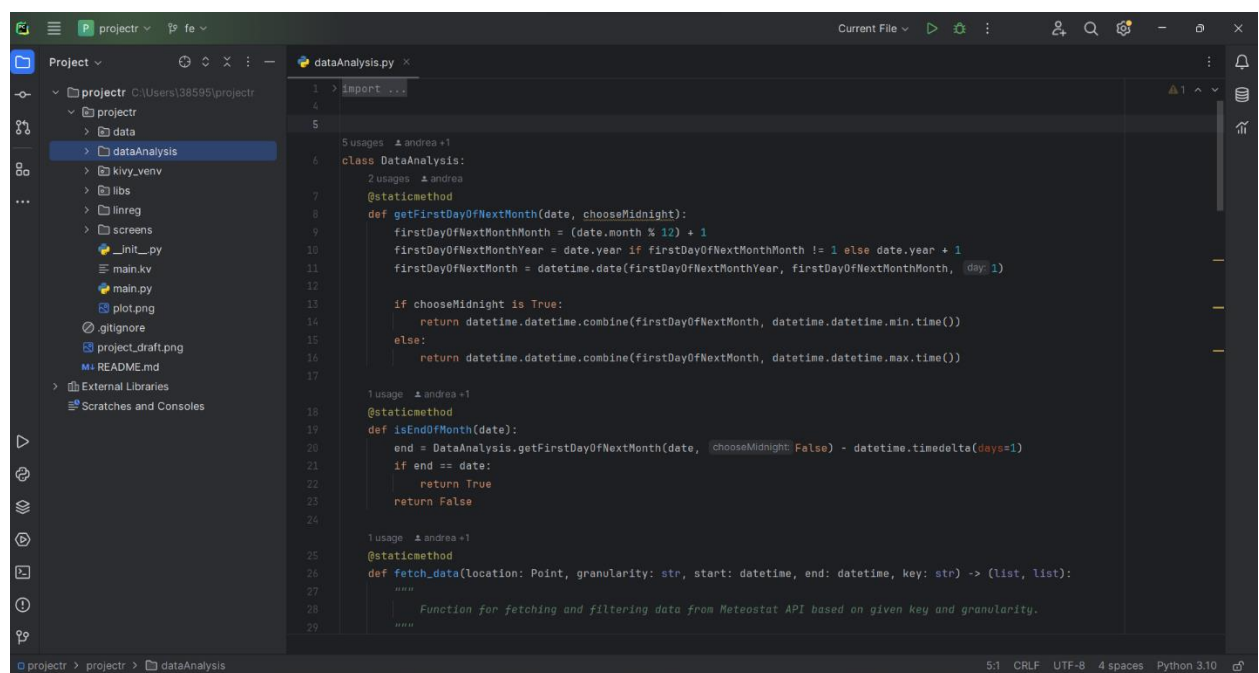 P projectr fe Current File
Project
projectr C:\Users\38595\projectr
projectr
data
dataAnalysis
kivy_venv
libs
linreg
screens
__init__.py
main.kv
main.py
plot.png
.gitignore
project_draft.png
M↓ README.md
External Libraries
Scratches and Consoles
dataAnalysis.py
1 import ...
1
4
5
5 usages andrea +1
6 class DataAnalysis:
2 usages andrea
7 @staticmethod
8 def getFirstDayOfNextMonth(date, chooseMidnight):
9 firstDayOfNextMonthMonth = (date.month % 12) + 1
10 firstDayOfNextMonthYear = date.year if firstDayOfNextMonthMonth != 1 else date.year + 1
11 firstDayOfNextMonth = datetime.date(firstDayOfNextMonthYear, firstDayOfNextMonthMonth, day: 1)
12
13 if chooseMidnight is True:
14 return datetime.datetime.combine(firstDayOfNextMonth, datetime.datetime.min.time())
15 else:
16 return datetime.datetime.combine(firstDayOfNextMonth, datetime.datetime.max.time())
17
1 usage andrea +1
18 @staticmethod
19 def isEndOfMonth(date):
20 end = DataAnalysis.getFirstDayOfNextMonth(date, chooseMidnight: False) - datetime.timedelta(days=1)
21 if end == date:
22 return True
23 return False
24
1 usage andrea +1
25 @staticmethod
26 def fetch_data(location: Point, granularity: str, start: datetime, end: datetime, key: str) -> (list, list):
27 """
28 Function for fetching and filtering data from Meteostat API based on given key and granularity.
29 """
projectr > projectr > dataAnalysis 5:1 CRLF UTF-8 4 spaces Python 3.10